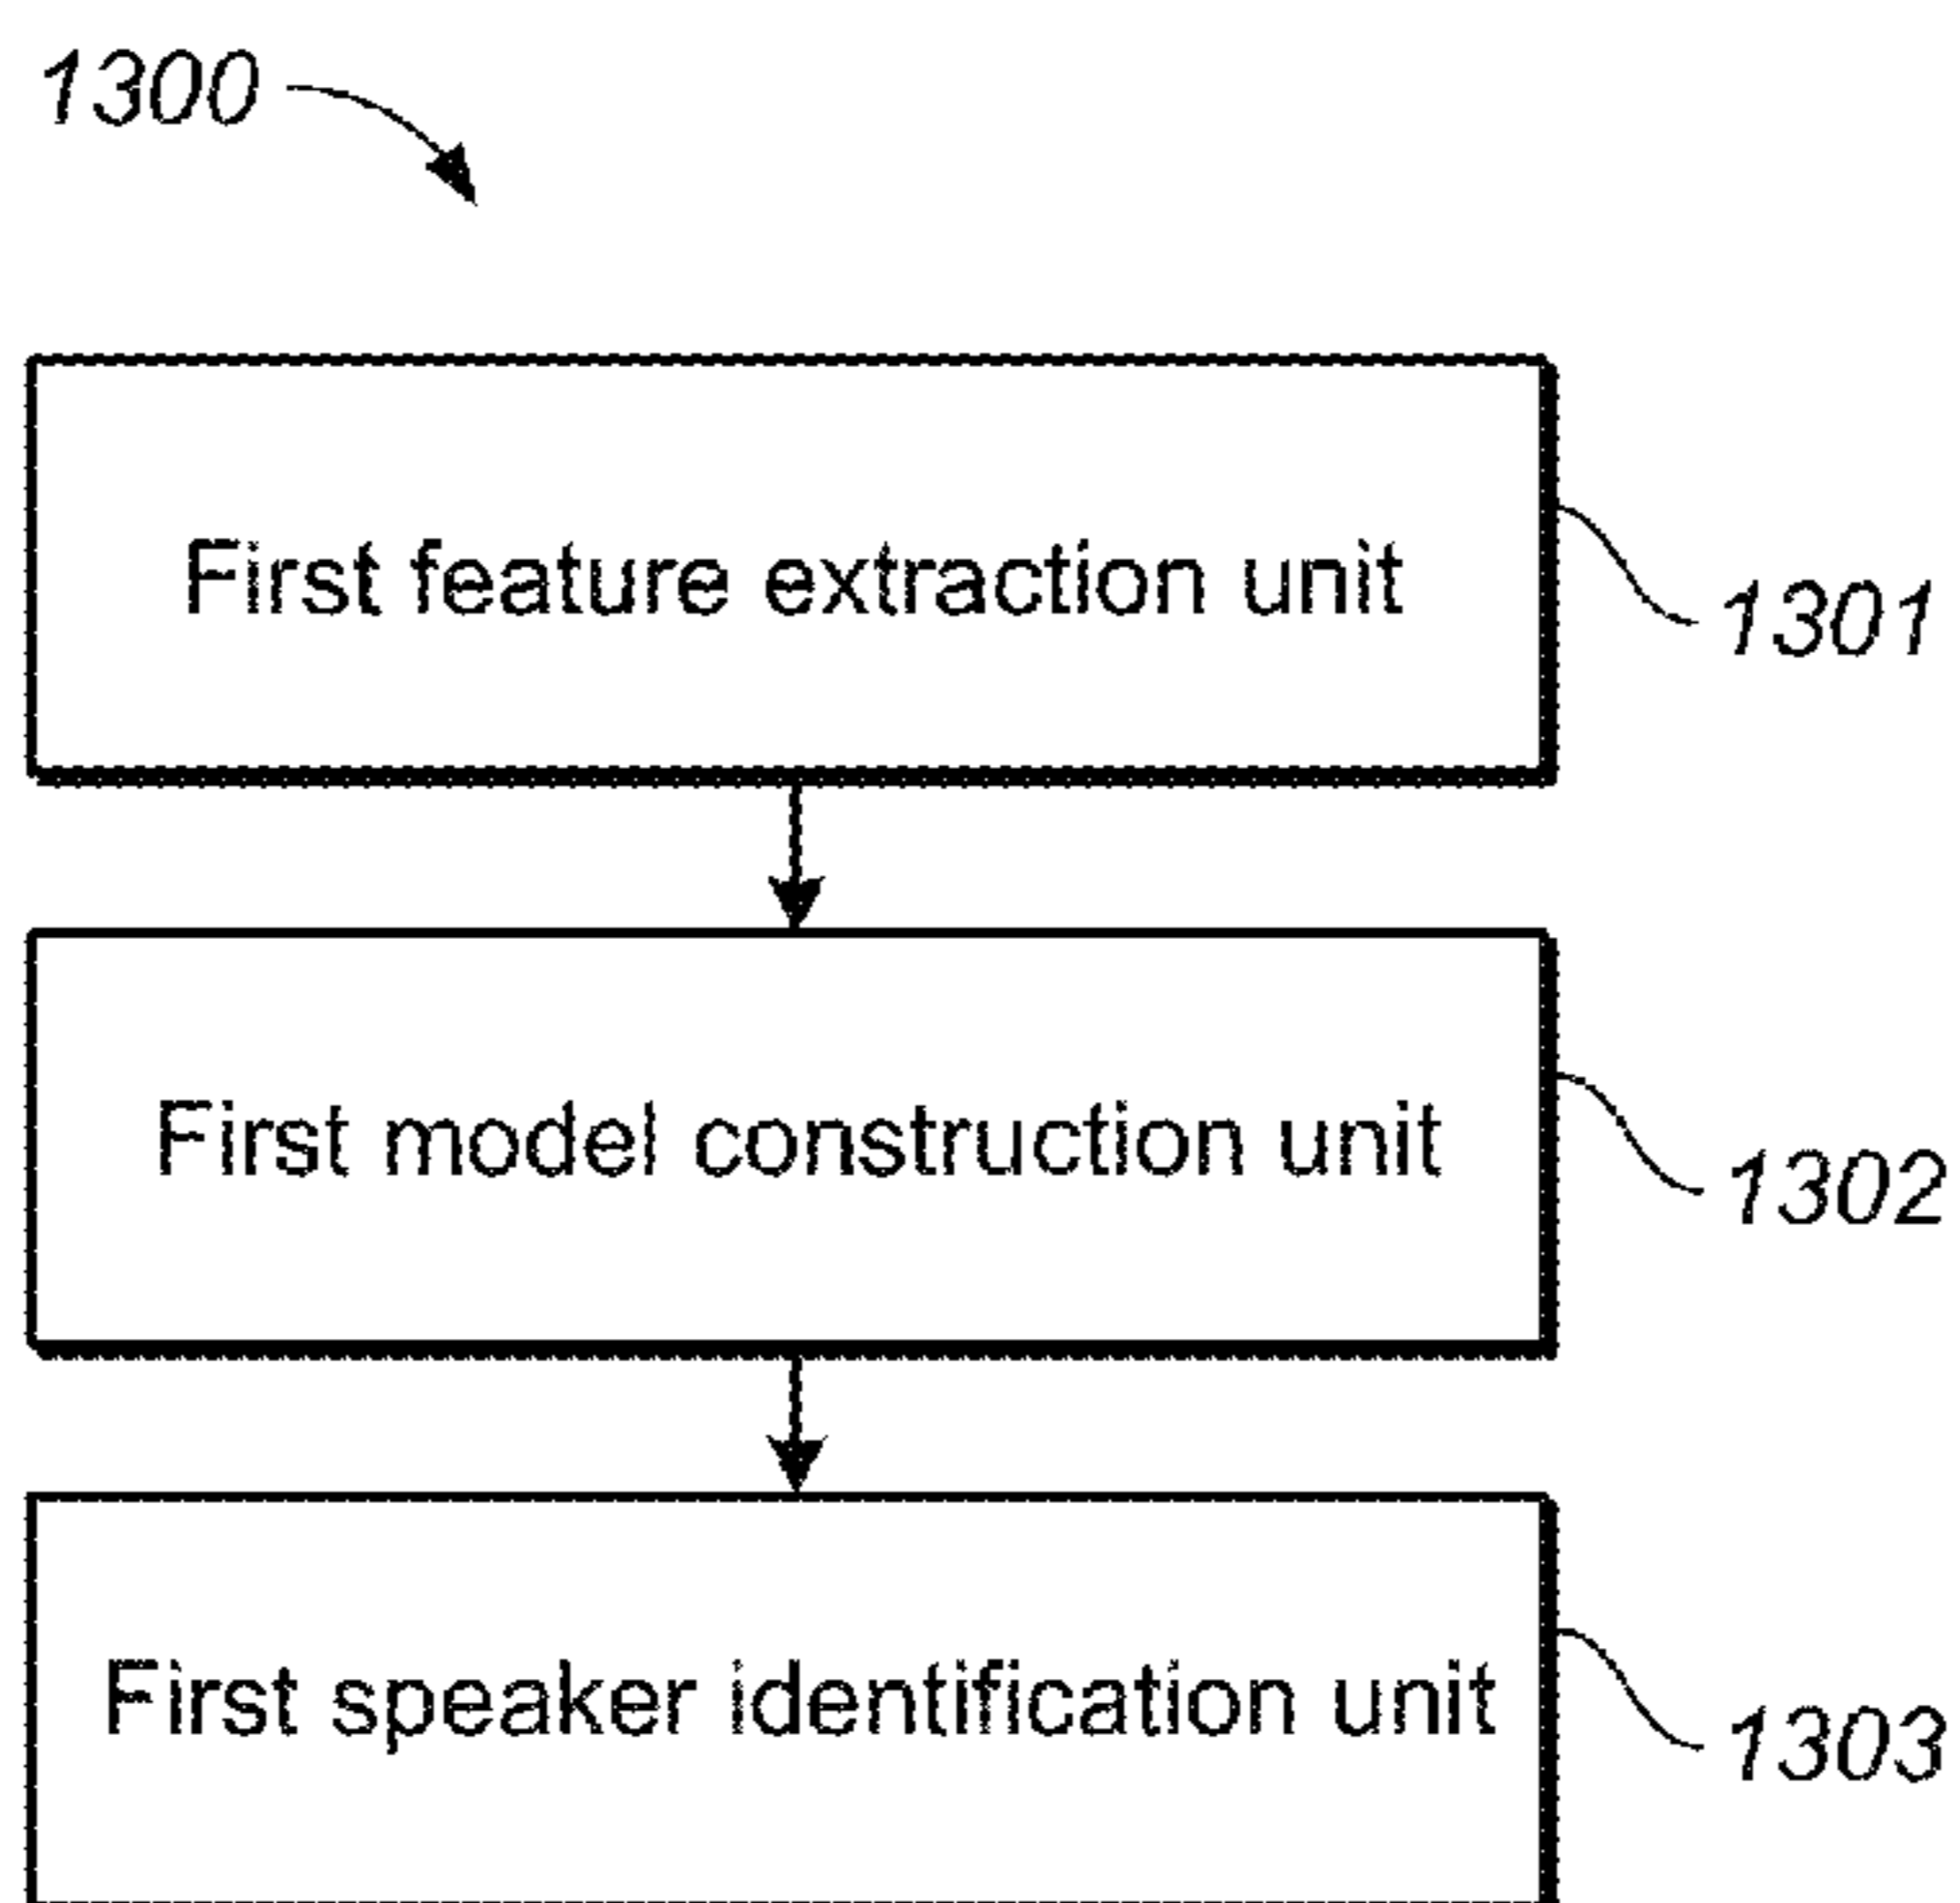 1300
First feature extraction unit
1301
First model construction unit
1302
First speaker identification unit
1303